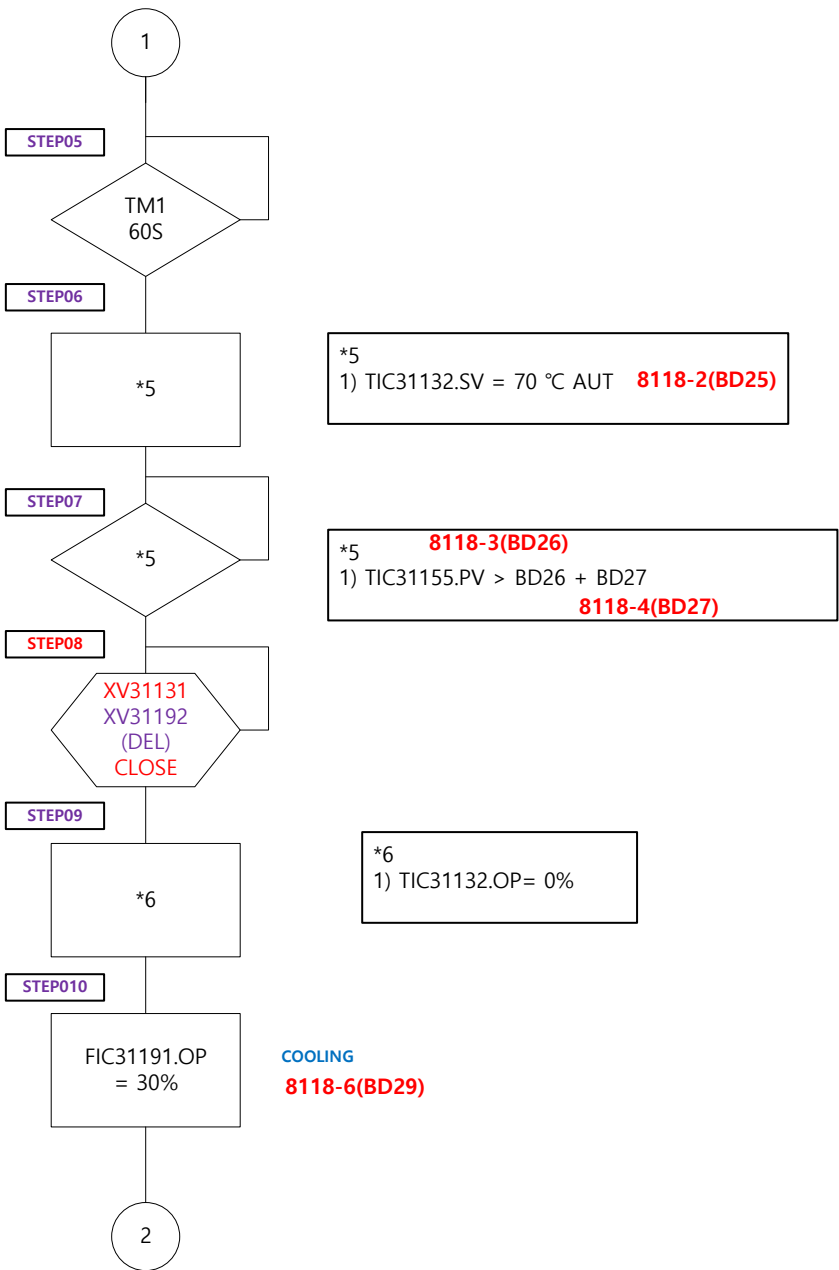 1
STEP05
TM1
60S
STEP06
*5
*5
1) TIC31132.SV = 70 ℃ AUT 8118-2(BD25)
STEP07
*5
8118-3(BD26)
*5
1) TIC31155.PV > BD26 + BD27
8118-4(BD27)
STEP08
XV31131
XV31192
(DEL)
CLOSE
STEP09
*6
*6
1) TIC31132.OP= 0%
STEP010
FIC31191.OP
= 30%
COOLING
8118-6(BD29)
2